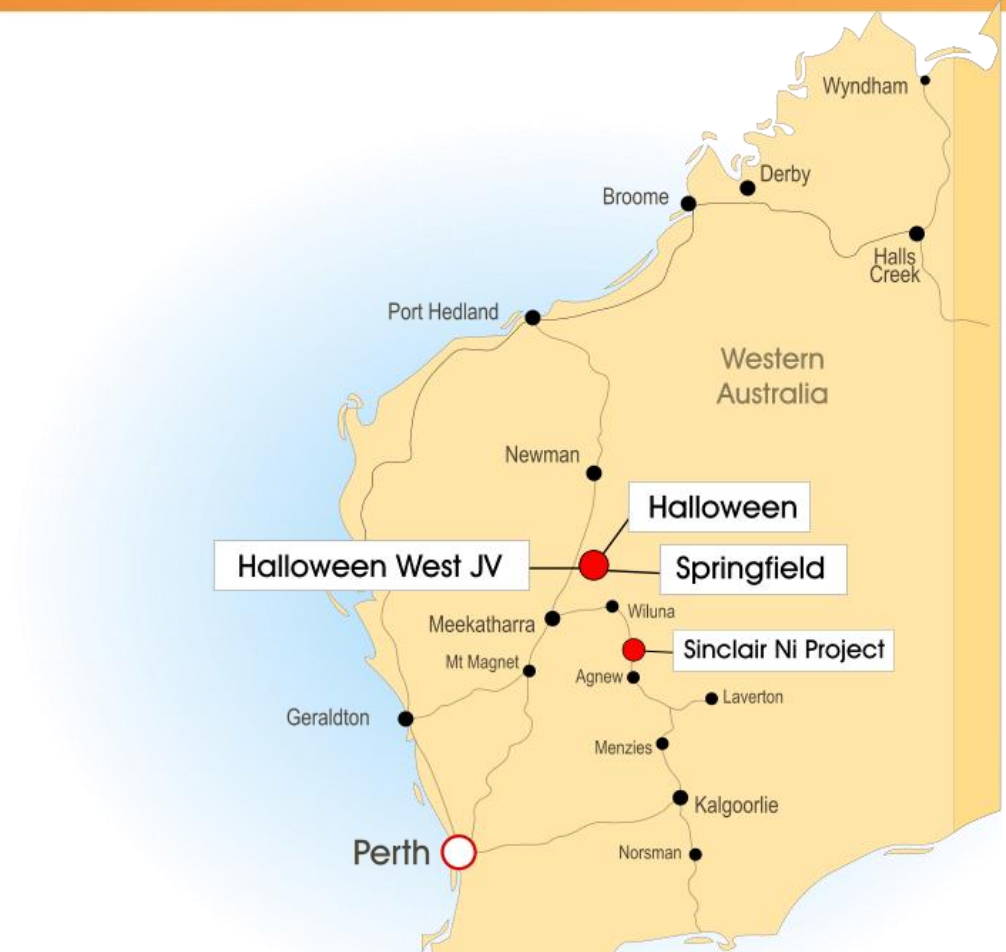 Wyndham
Derby
Broome
Halls
Creek
Port Hedland
Western
Australia
Newman
Halloween
Halloween West JV
Springfield
Wiluna
Meekatharra
Sinclair Ni Project
Mt Magnet
Agnew
Laverton
Geraldton
Menzies
Kalgoorlie
Perth
Norsman